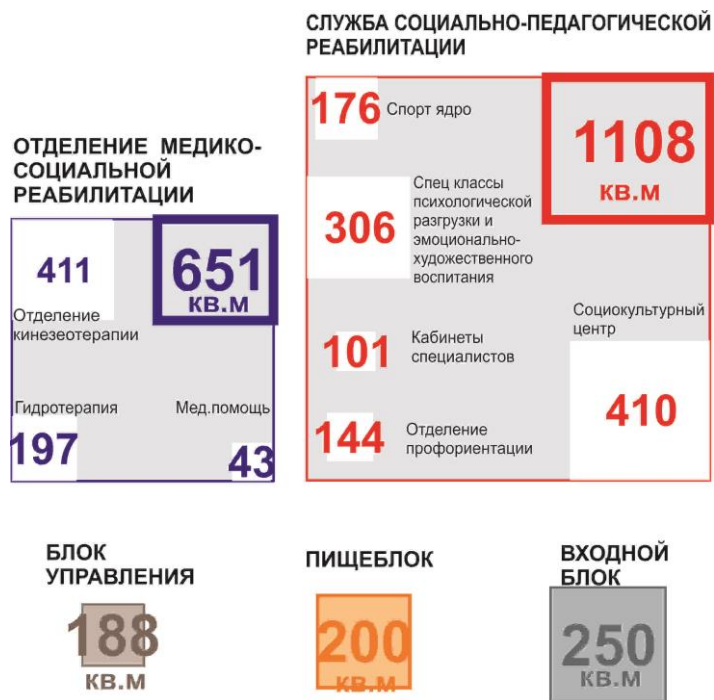 СЛУЖБА СОЦИАЛЬНО-ПЕДАГОГИЧЕСКОЙ
РЕАБИЛИТАЦИИ
176
Спорт ядро
1108
КВ.М
306
Спец классы
психологической
разгрузки и
эмоционально-
художественного
воспитания
101
Кабинеты
специалистов
144
Отделение
профориентации
Социокультурный
центр
410
ОТДЕЛЕНИЕ МЕДИКО-
СОЦИАЛЬНОЙ
РЕАБИЛИТАЦИИ
411
Отделение
кинезеотерапии
651
КВ.М
Гидротерапия
197
Мед.помощь
43
БЛОК
УПРАВЛЕНИЯ
188
КВ.М
ПИЩЕБЛОК
200
КВ.М
ВХОДНОЙ
БЛОК
250
КВ.М